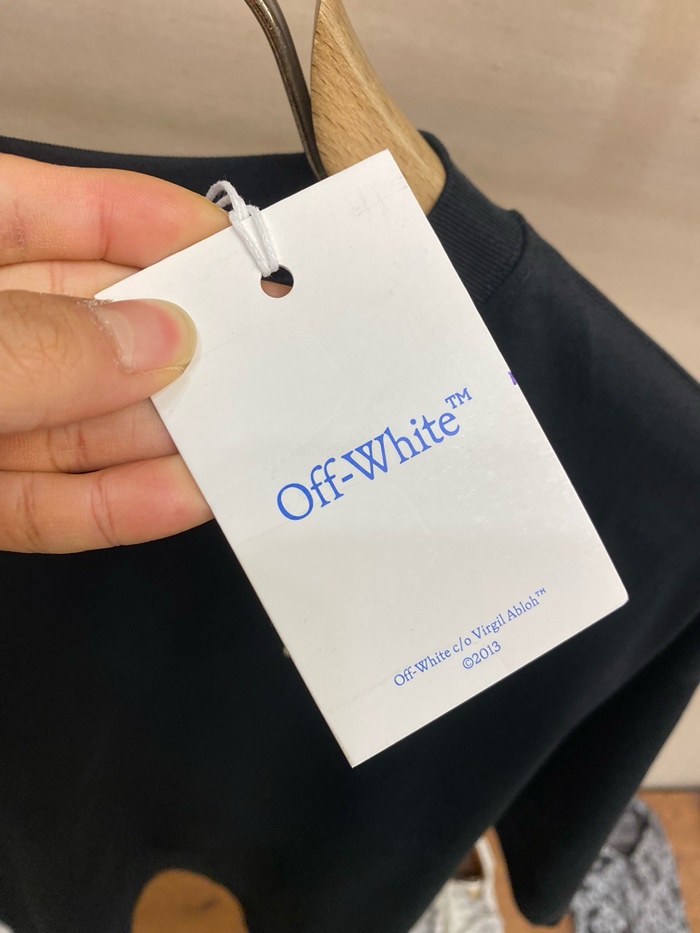 Off-White™
Off-White c/o Virgil Abloh™
©2013